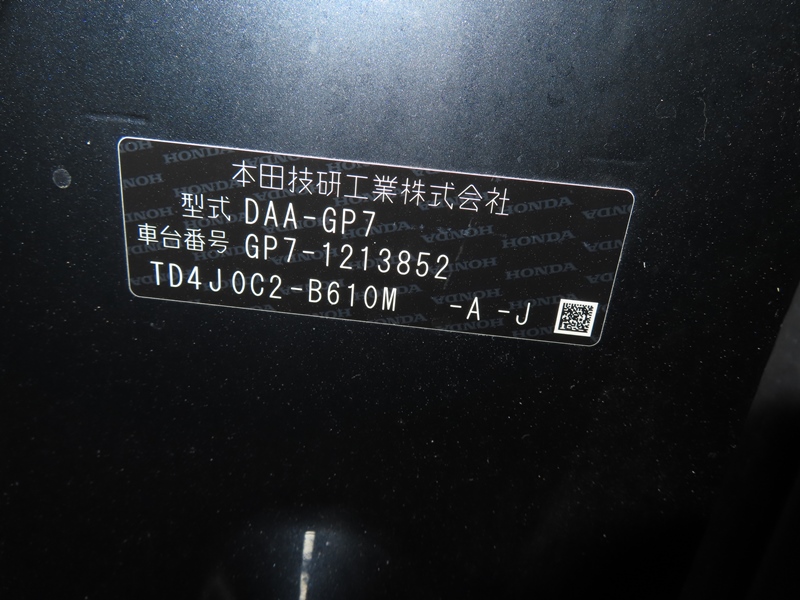 本田技研工業株式会社
型式 DAA-GP7
車台番号 GP7-1213852
TD4J0C2-B610M -A -J